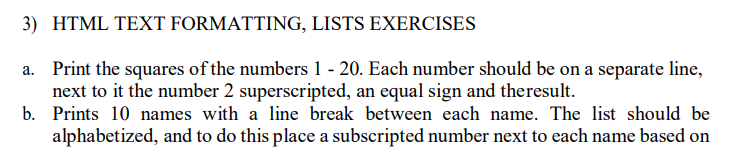 3) HTML TEXT FORMATTING, LISTS EXERCISES
a. Print the squares of the numbers 1 - 20. Each number should be on a separate line,
next to it the number 2 superscripted, an equal sign and theresult.
b. Prints 10 names with a line break between each name. The list should be
alphabetized, and to do this place a subscripted number next to each name based on